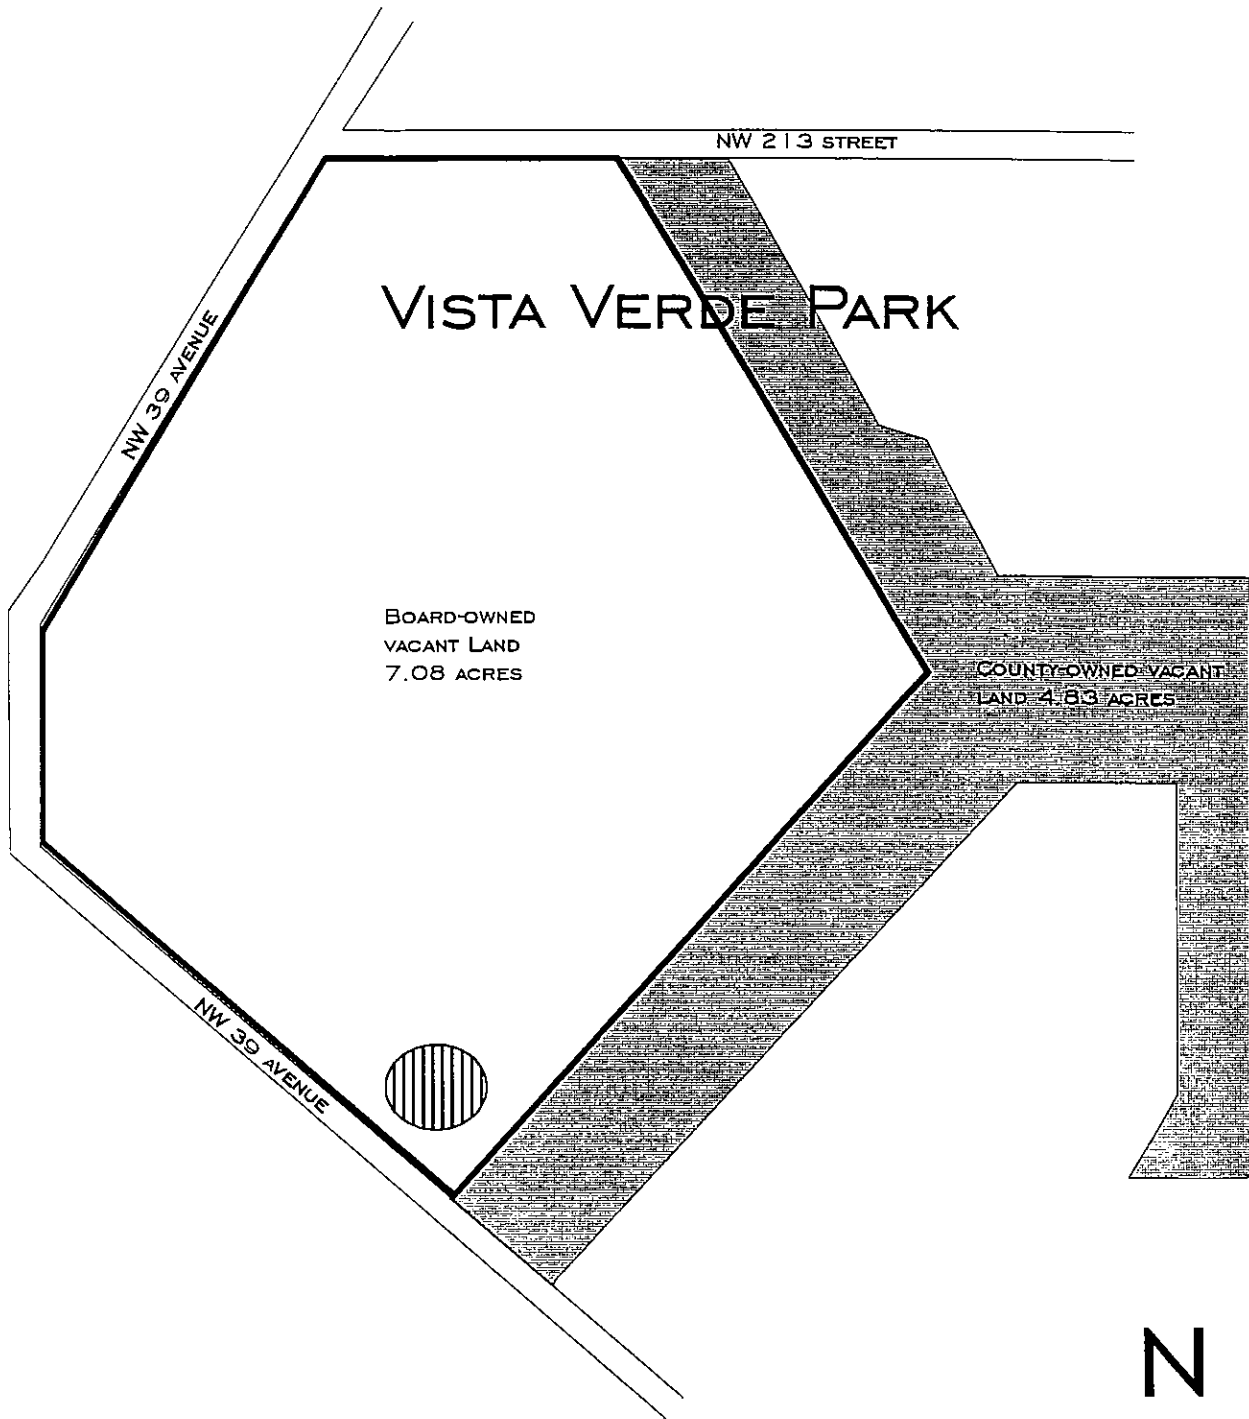 NW 213 STREET
VISTA VERDE PARK
NW 39 AVENUE
BOARD-OWNED
VACANT LAND
7.08 ACRES
COUNTY-OWNED VACANT
LAND 4.83 ACRES
NW 39 AVENUE
N